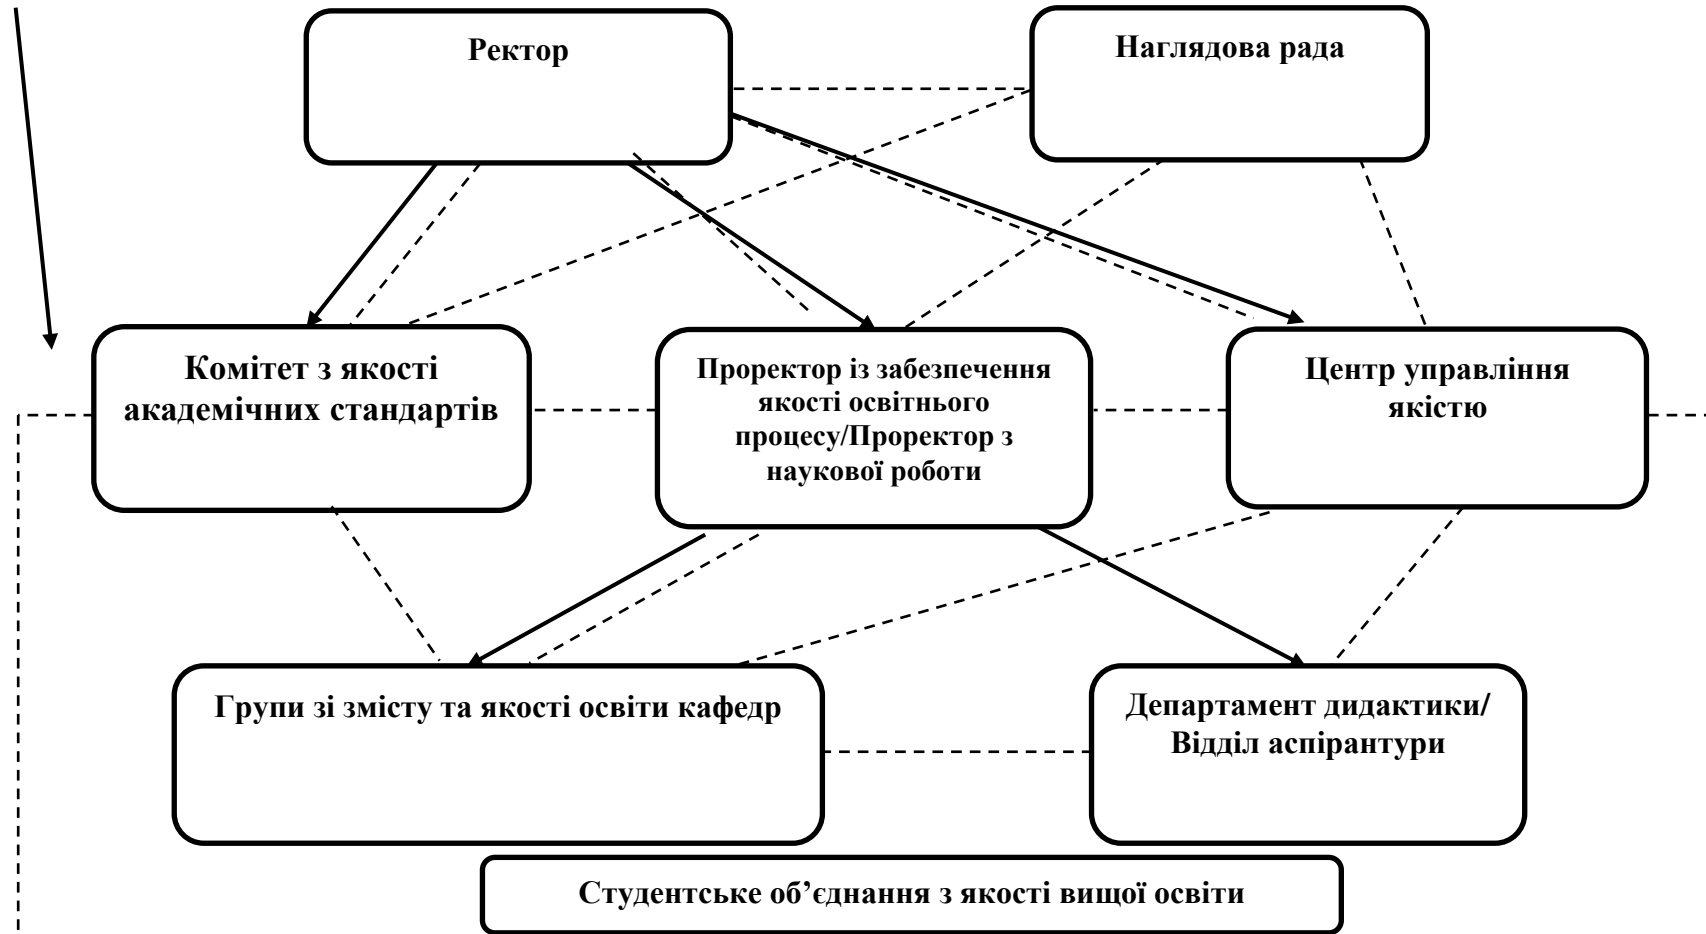 Ректор
Наглядова рада
Комітет з якості
академічних стандартів
Проректор із забезпечення
якості освітнього
процесу/Проректор з
наукової роботи
Центр управління
якістю
Групи зі змісту та якості освіти кафедр
Департамент дидактики/
Відділ аспірантури
Студентське об’єднання з якості вищої освіти